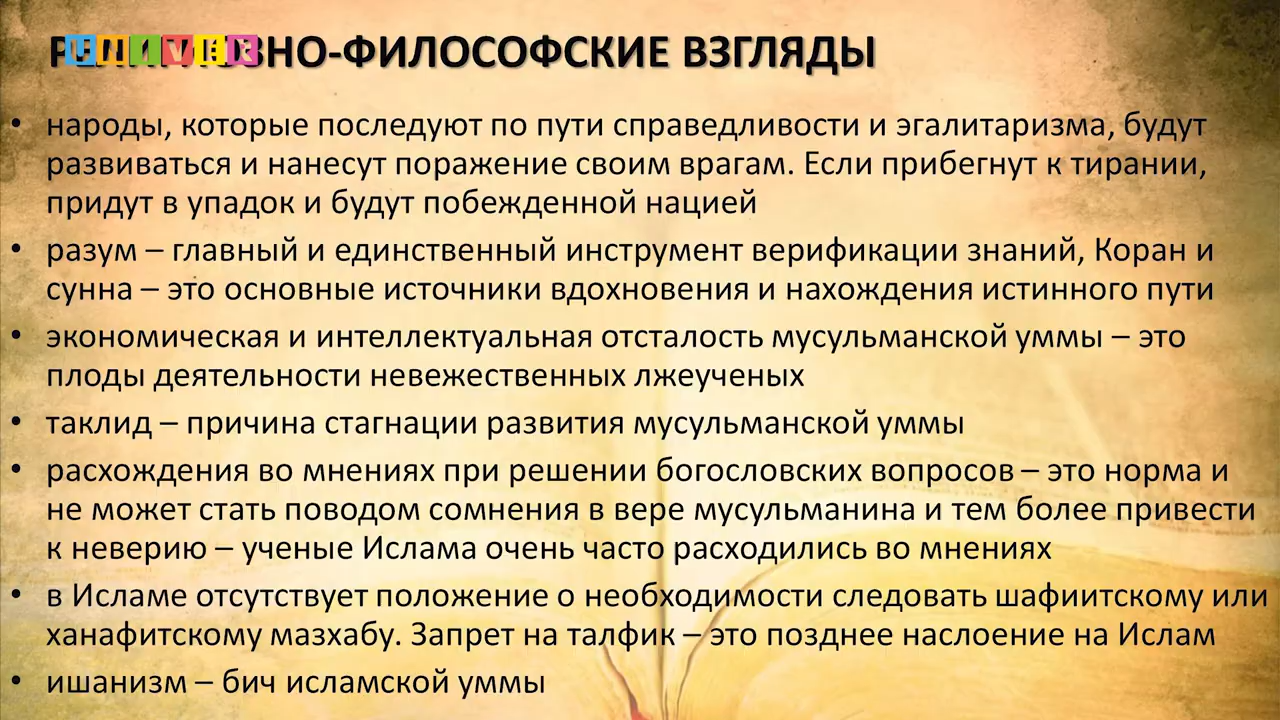 UNIVER
РЕЛИГИОЗНО-ФИЛОСОФСКИЕ ВЗГЛЯДЫ
• народы, которые последуют по пути справедливости и эгалитаризма, будут
развиваться и нанесут поражение своим врагам. Если прибегнут к тирании,
придут в упадок и будут побежденной нацией
• разум – главный и единственный инструмент верификации знаний, Коран и
сунна – это основные источники вдохновения и нахождения истинного пути
• экономическая и интеллектуальная отсталость мусульманской уммы – это
плоды деятельности невежественных лжеученых
• таклид – причина стагнации развития мусульманской уммы
• расхождения во мнениях при решении богословских вопросов – это норма и
не может стать поводом сомнения в вере мусульманина и тем более привести
к неверию – ученые Ислама очень часто расходились во мнениях
• в Исламе отсутствует положение о необходимости следовать шафиитскому или
ханафитскому мазхабу. Запрет на талфик – это позднее наслоение на Ислам
• ишанизм – бич исламской уммы